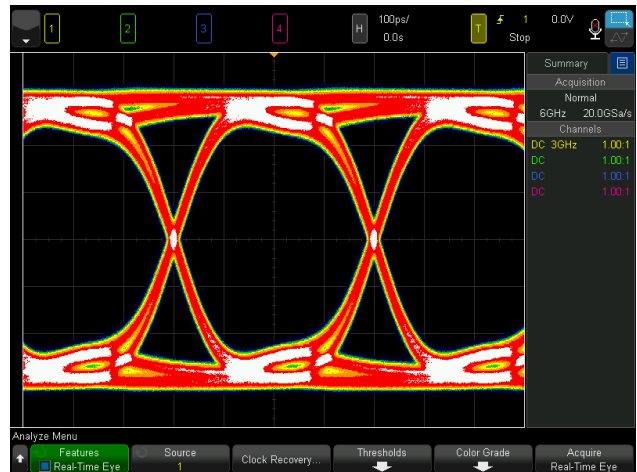 1 2 3 4 H 100ps/ 0.0s T 1 Stop 0.0V
Summary
Acquisition
Normal
6GHz 20.0GSa/s
Channels
DC 3GHz 1.00:1
DC 1.00:1
DC 1.00:1
DC 1.00:1
Analyze Menu
Features Source Clock Recovery... Thresholds Color Grade Acquire
Real-Time Eye 1 Real-Time Eye